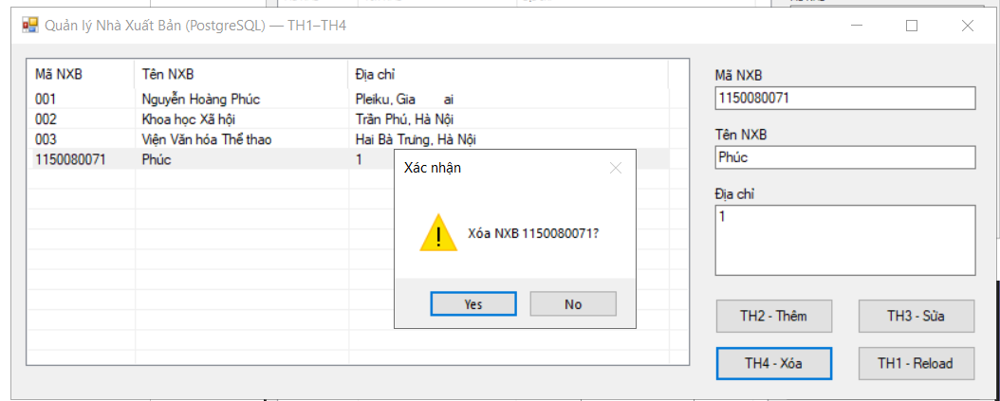 Quản lý Nhà Xuất Bản (PostgreSQL) — TH1–TH4
Mã NXB Tên NXB Địa chỉ
001 Nguyễn Hoàng Phúc Pleiku, Gia ai
002 Khoa học Xã hội Trần Phú, Hà Nội
003 Viện Văn hóa Thể thao Hai Bà Trưng, Hà Nội
1150080071 Phúc 1
Xác nhận
Xóa NXB 1150080071?
Yes No
Mã NXB
1150080071
Tên NXB
Phúc
Địa chỉ
1
TH2 - Thêm TH3 - Sửa
TH4 - Xóa TH1 - Reload